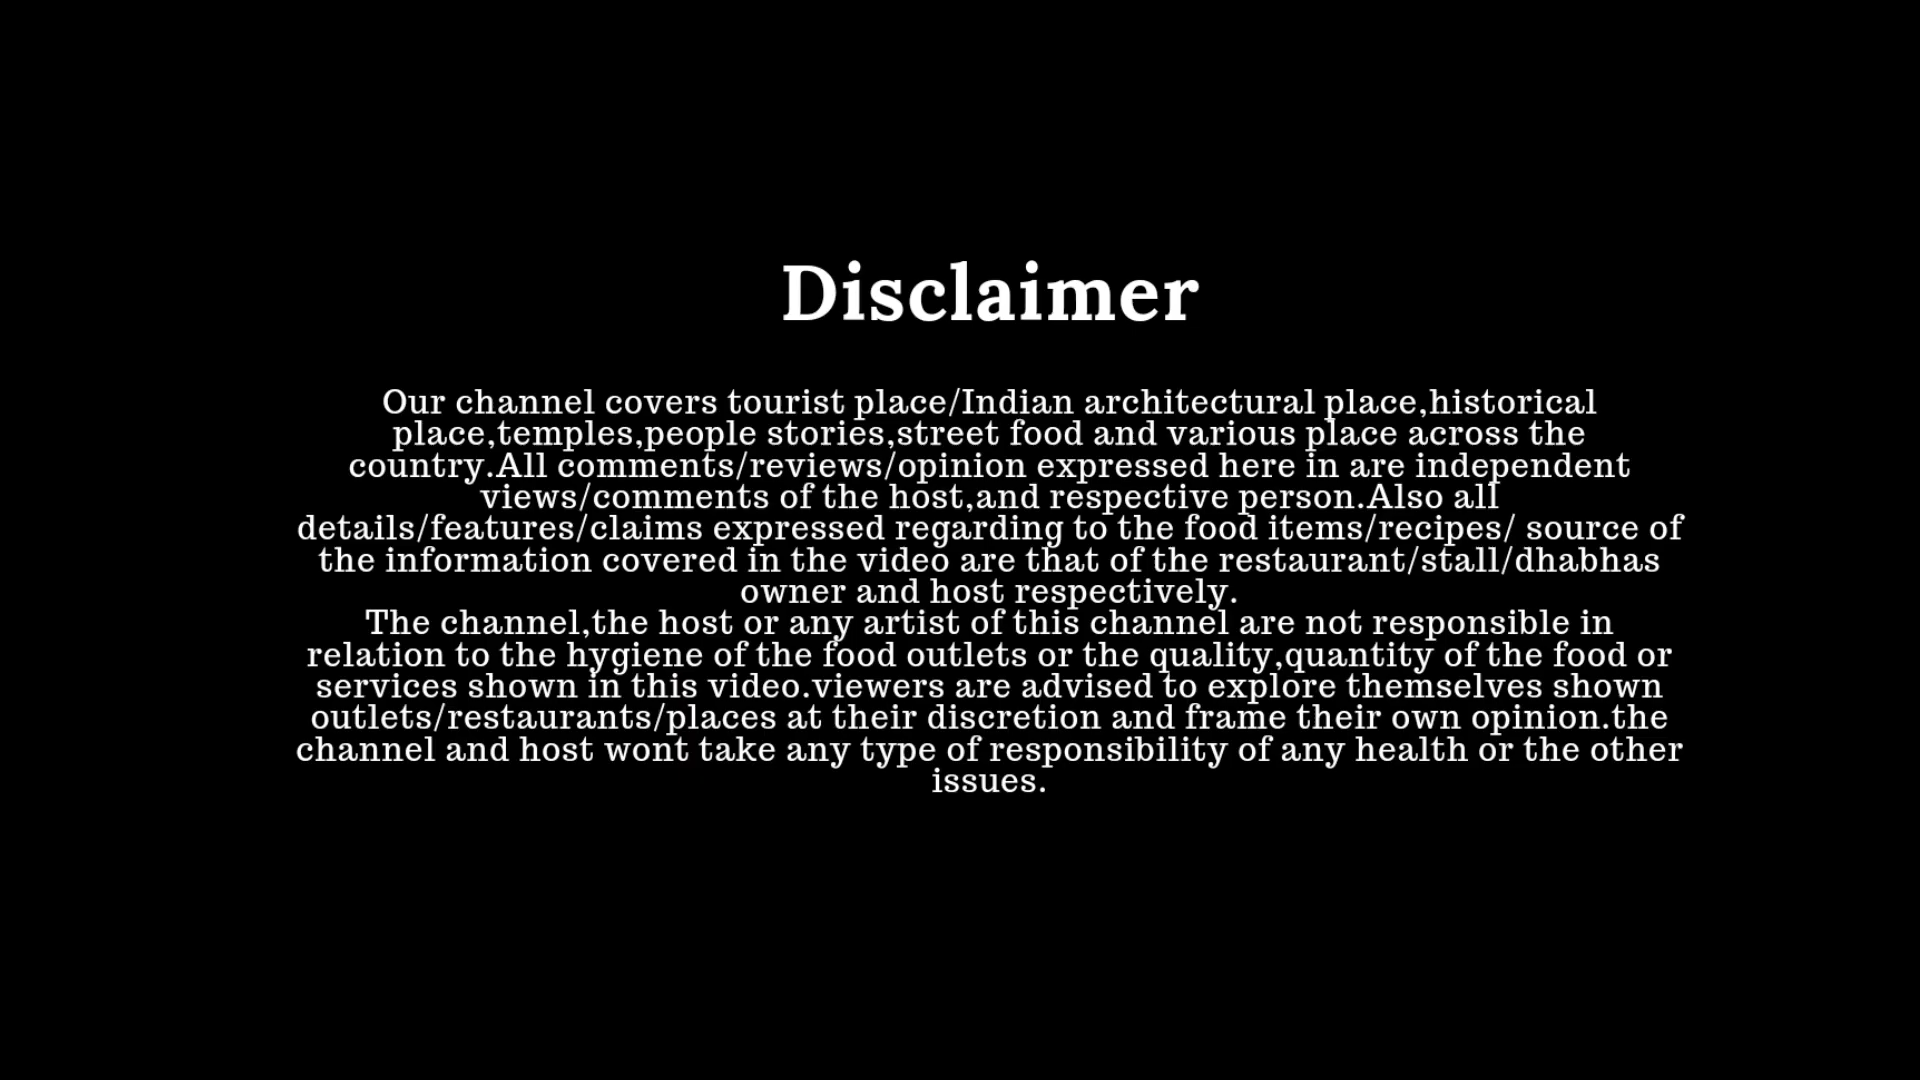 Disclaimer
Our channel covers tourist place/Indian architectural place,historical
place,temples,people stories,street food and various place across the
country.All comments/reviews/opinion expressed here in are independent
views/comments of the host,and respective person.Also all
details/features/claims expressed regarding to the food items/recipes/ source of
the information covered in the video are that of the restaurant/stall/dhabhas
owner and host respectively.
The channel,the host or any artist of this channel are not responsible in
relation to the hygiene of the food outlets or the quality,quantity of the food or
services shown in this video.viewers are advised to explore themselves shown
outlets/restaurants/places at their discretion and frame their own opinion.the
channel and host wont take any type of responsibility of any health or the other
issues.